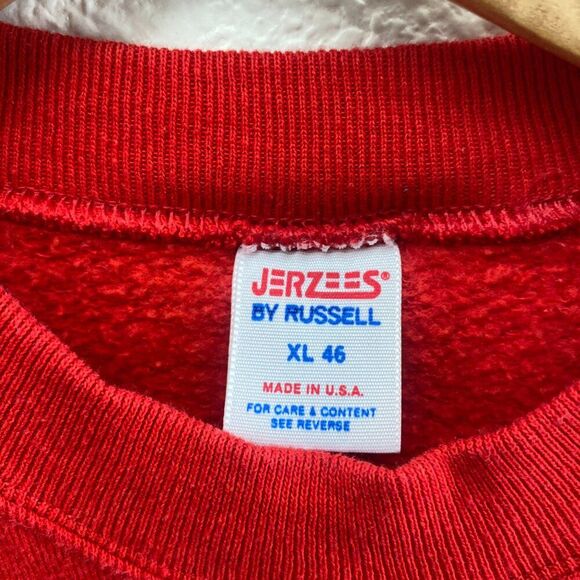 JERZEES®
BY RUSSELL
XL 46
MADE IN U.S.A.
FOR CARE & CONTENT
SEE REVERSE